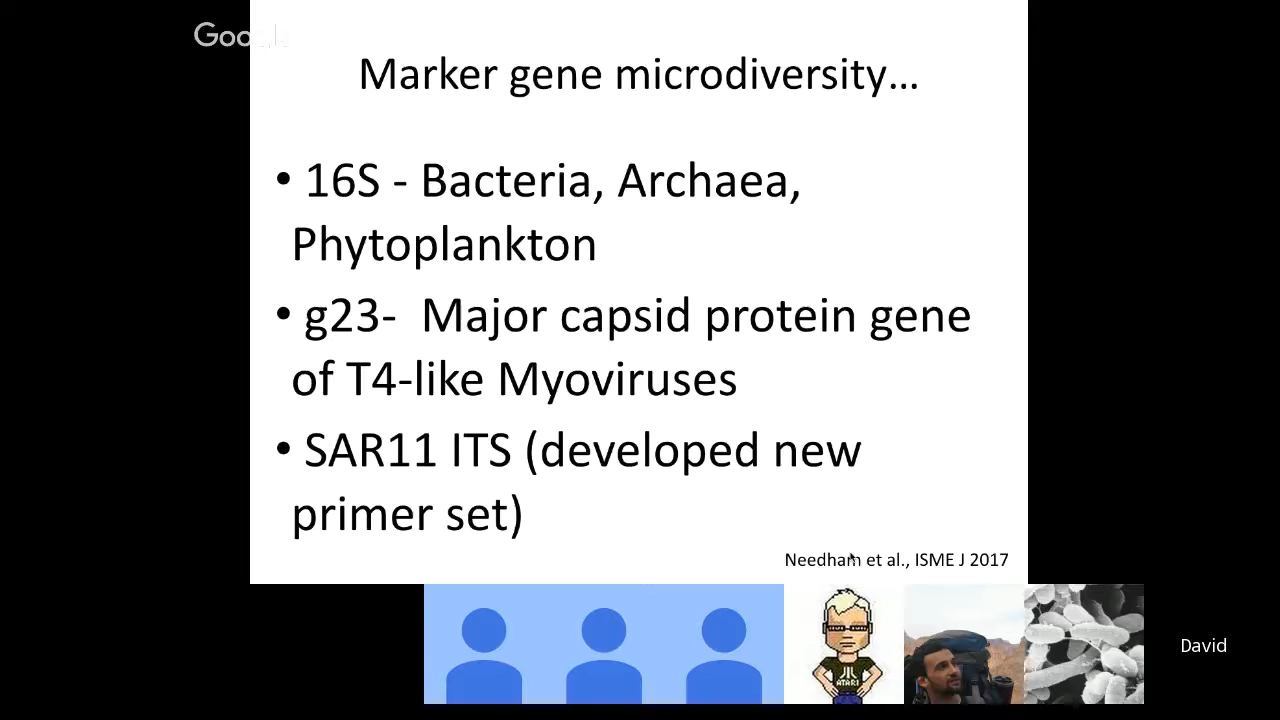 Google
Marker gene microdiversity…
• 16S - Bacteria, Archaea,
Phytoplankton
• g23- Major capsid protein gene
of T4-like Myoviruses
• SAR11 ITS (developed new
primer set)
Needham et al., ISME J 2017
ATARI
David